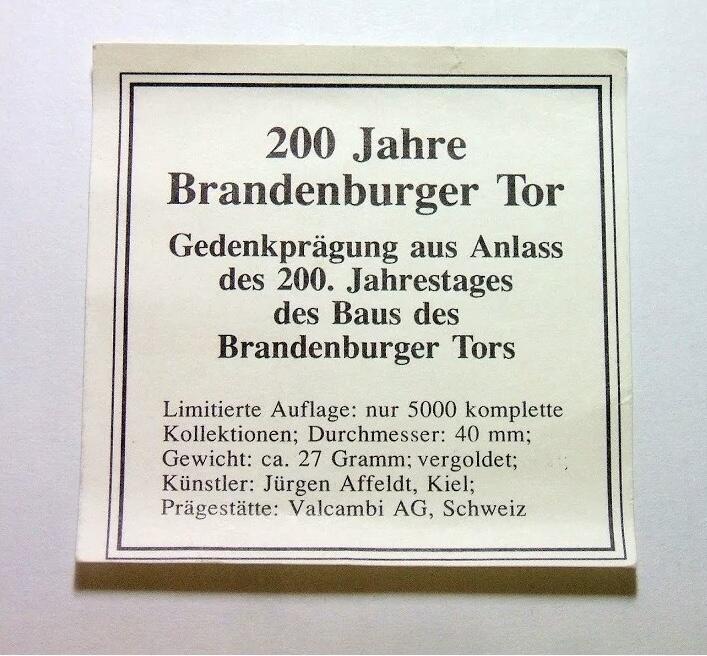 200 Jahre
Brandenburger Tor
Gedenkprägung aus Anlass
des 200. Jahrestages
des Baus des
Brandenburger Tors
Limitierte Auflage: nur 5000 komplette
Kollektionen; Durchmesser: 40 mm;
Gewicht: ca. 27 Gramm; vergoldet;
Künstler: Jürgen Affeldt, Kiel;
Prägestätte: Valcambi AG, Schweiz